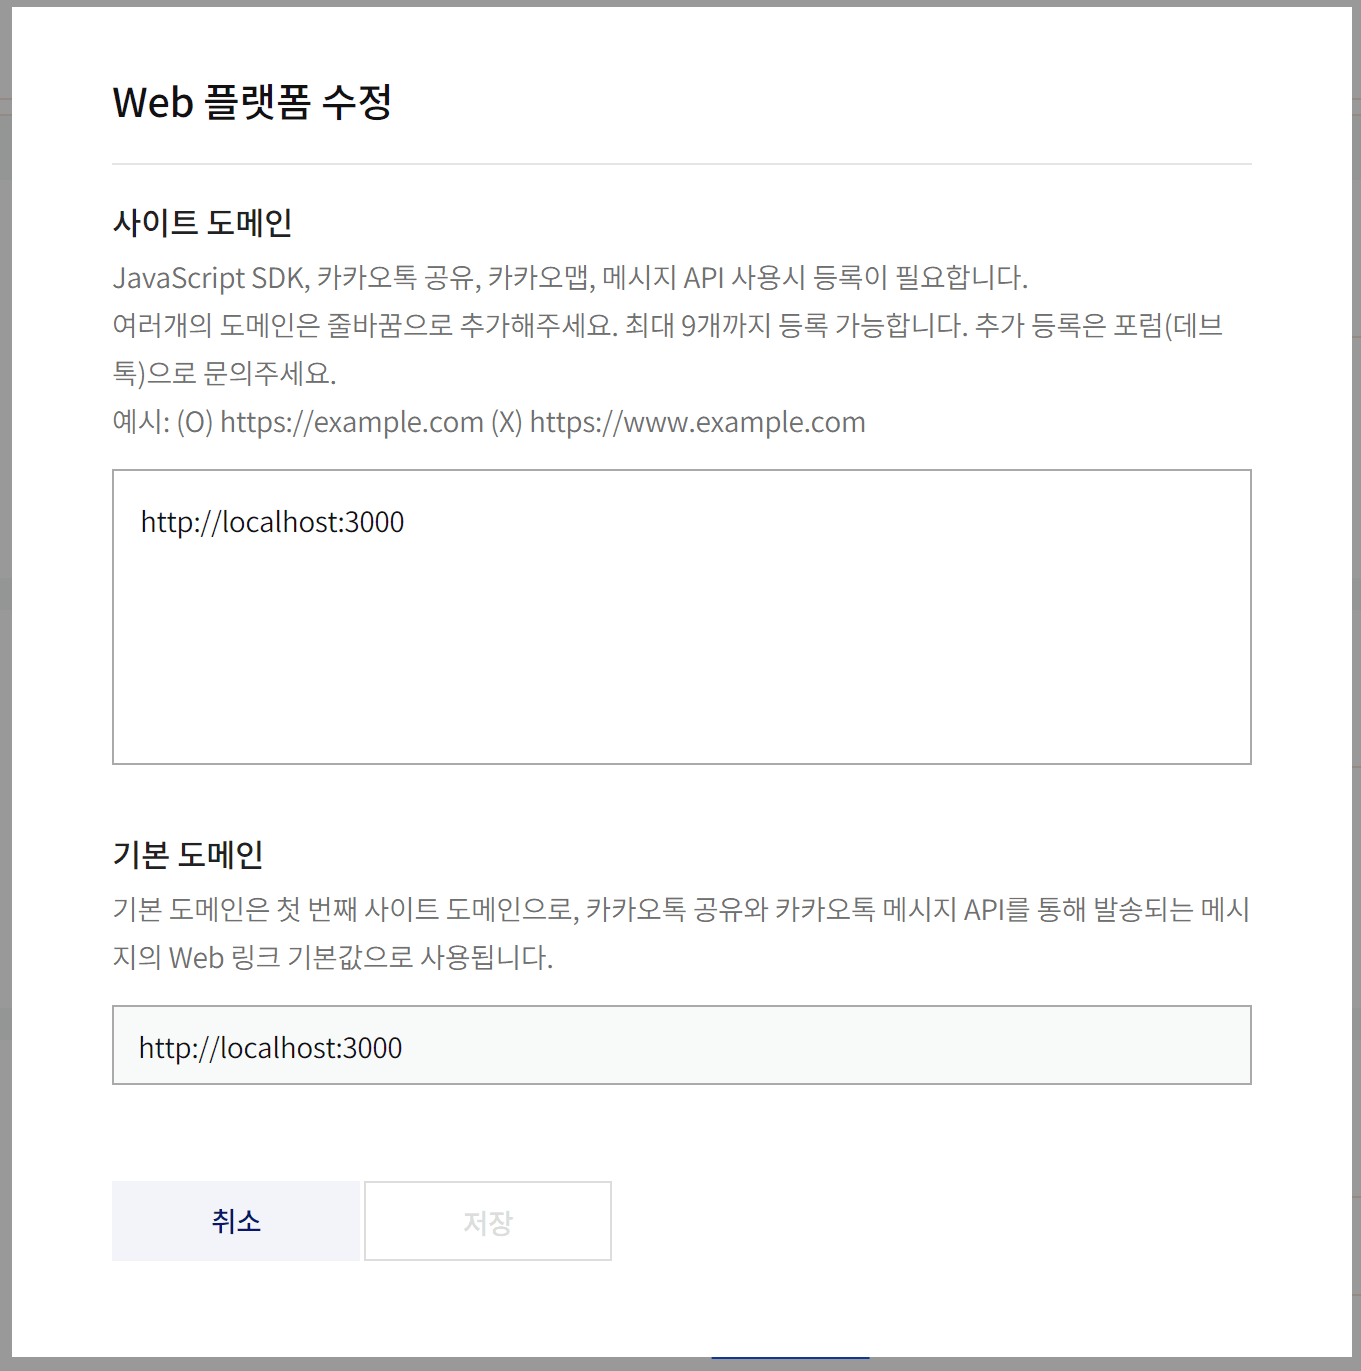 Web 플랫폼 수정
사이트 도메인
JavaScript SDK, 카카오톡 공유, 카카오맵, 메시지 API 사용시 등록이 필요합니다.
여러개의 도메인은 줄바꿈으로 추가해주세요. 최대 9개까지 등록 가능합니다. 추가 등록은 포럼(데브
톡)으로 문의주세요.
예시: (O) https://example.com (X) https://www.example.com
http://localhost:3000
기본 도메인
기본 도메인은 첫 번째 사이트 도메인으로, 카카오톡 공유와 카카오톡 메시지 API를 통해 발송되는 메시
지의 Web 링크 기본값으로 사용됩니다.
http://localhost:3000
취소 저장